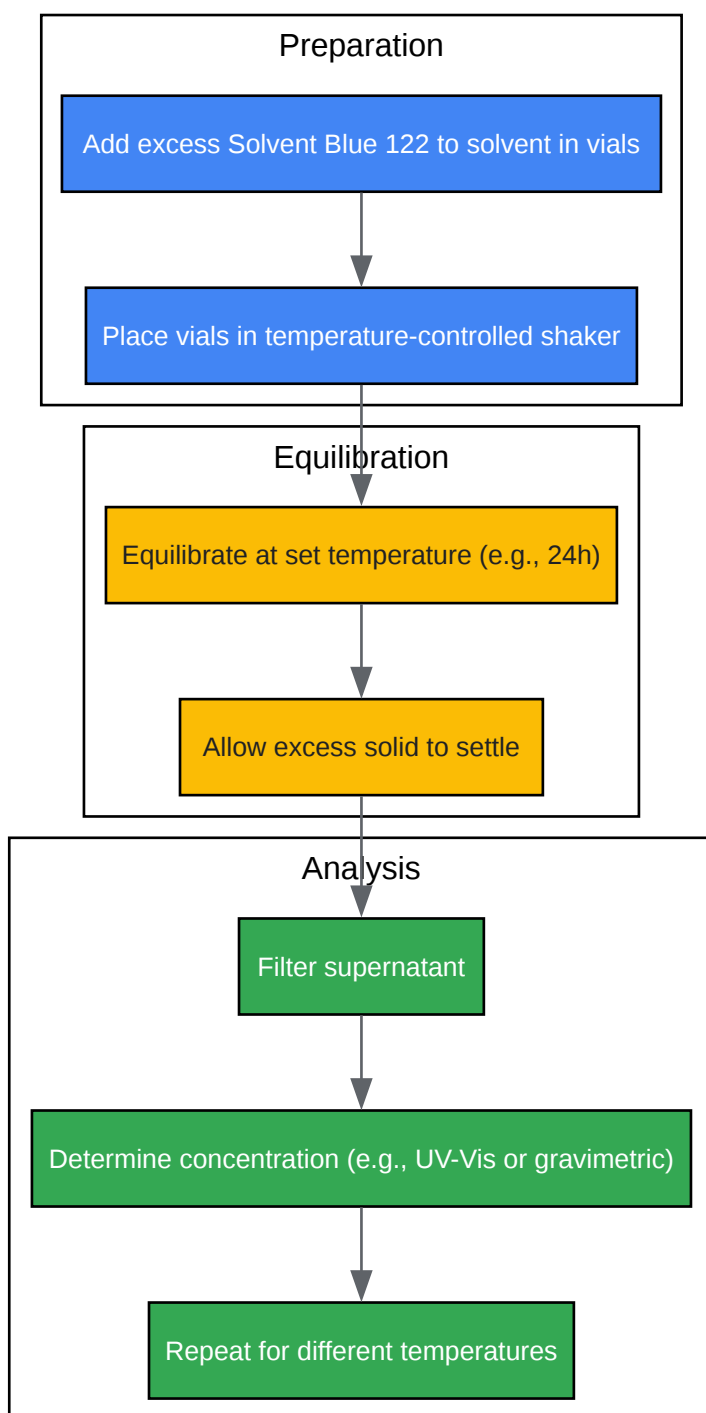 Preparation
Add excess Solvent Blue 122 to solvent in vials
Place vials in temperature-controlled shaker
Equilibration
Equilibrate at set temperature (e.g., 24h)
Allow excess solid to settle
Analysis
Filter supernatant
Determine concentration (e.g., UV-Vis or gravimetric)
Repeat for different temperatures